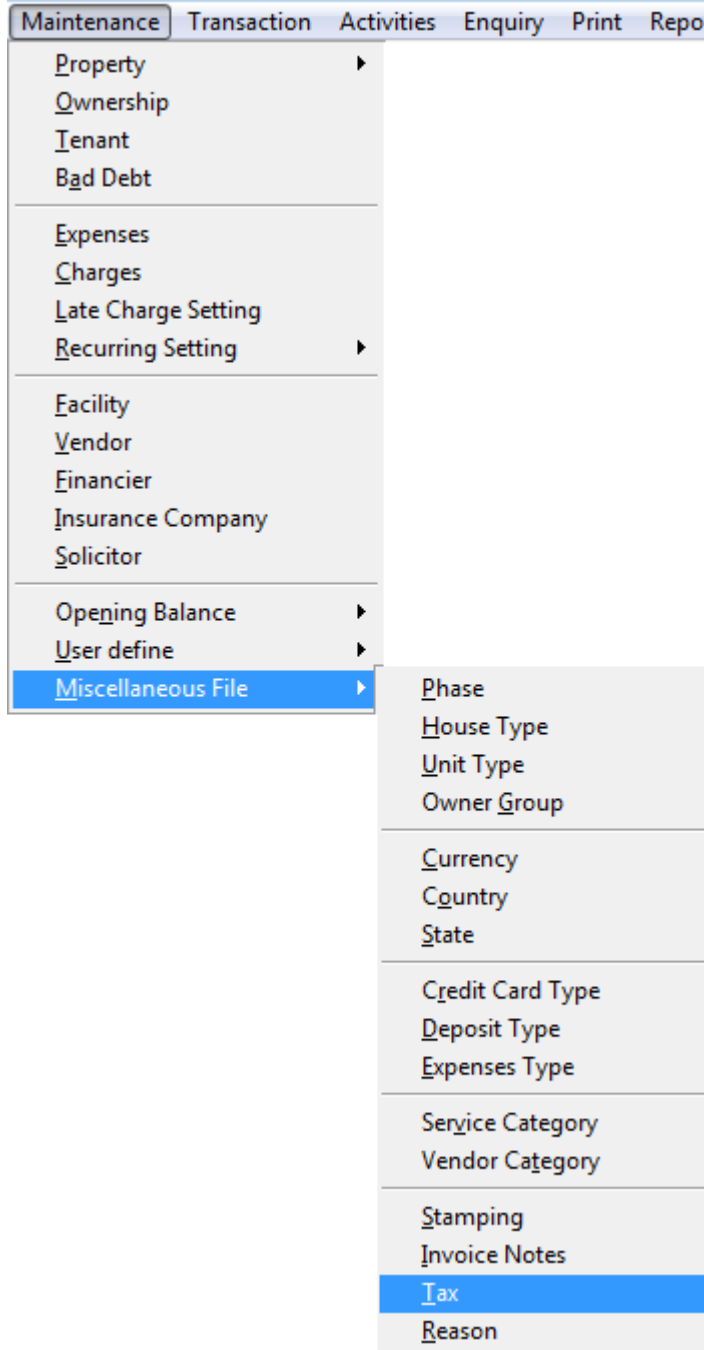 Maintenance Transaction Activities Enquiry Print Repo
Property
Ownership
Tenant
Bad Debt
Expenses
Charges
Late Charge Setting
Recurring Setting
Facility
Vendor
Financier
Insurance Company
Solicitor
Opening Balance
User define
Miscellaneous File
Phase
House Type
Unit Type
Owner Group
Currency
Country
State
Credit Card Type
Deposit Type
Expenses Type
Service Category
Vendor Category
Stamping
Invoice Notes
Tax
Reason